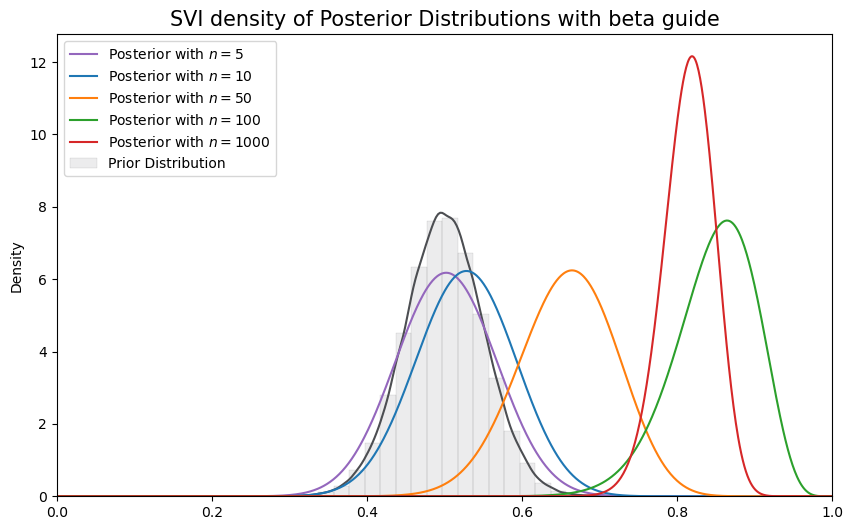 SVI density of Posterior Distributions with beta guide
Posterior with n = 5
Posterior with n = 10
Posterior with n = 50
Posterior with n = 100
Posterior with n = 1000
Prior Distribution
Density
12
10
8
6
4
2
0
0.0 0.2 0.4 0.6 0.8 1.0